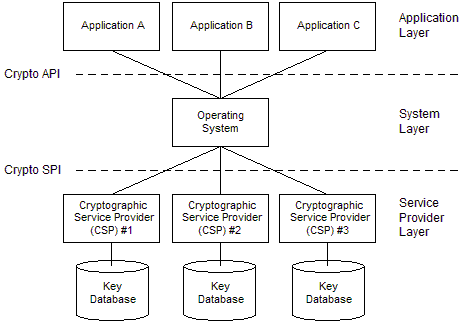 Application A
Application B
Application C
Application
Layer
Crypto API
Operating
System
System
Layer
Crypto SPI
Cryptographic
Service Provider
(CSP) #1
Cryptographic
Service Provider
(CSP) #2
Cryptographic
Service Provider
(CSP) #3
Service
Provider
Layer
Key
Database
Key
Database
Key
Database